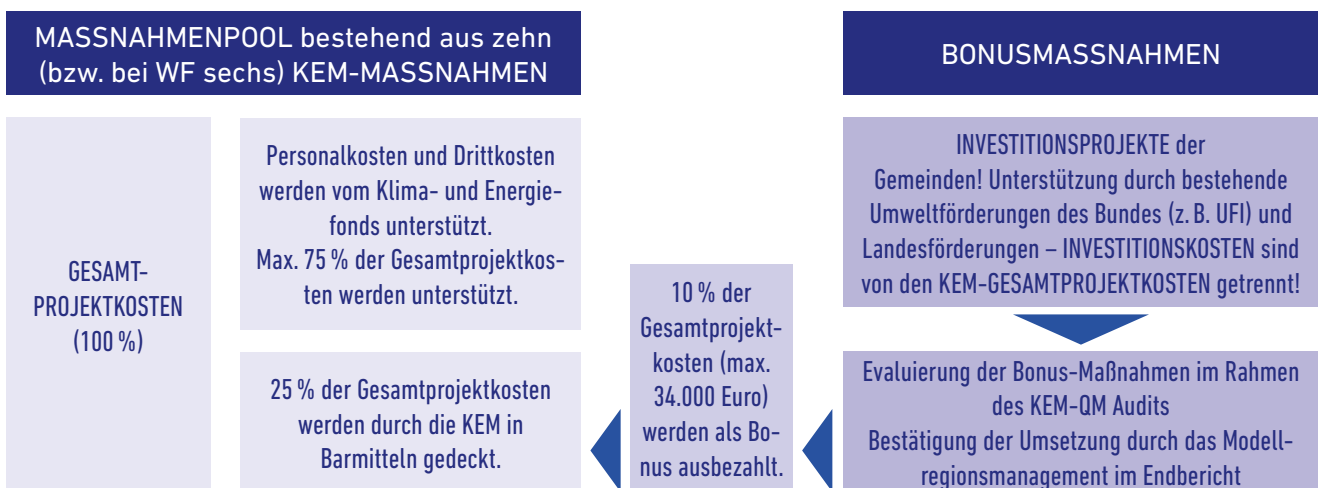 MASSNAHMENPOOL bestehend aus zehn
(bzw. bei WF sechs) KEM-MASSNAHMEN
GESAMT-
PROJEKTKOSTEN
(100 %)
Personalkosten und Drittkosten
werden vom Klima- und Energie-
fonds unterstützt.
Max. 75 % der Gesamtprojektkos-
ten werden unterstützt.
25 % der Gesamtprojektkosten
werden durch die KEM in
Barmitteln gedeckt.
10 % der
Gesamtprojekt-
kosten (max.
34.000 Euro)
werden als Bo-
nus ausbezahlt.
BONUSMASSNAHMEN
INVESTITIONSPROJEKTE der
Gemeinden! Unterstützung durch bestehende
Umweltförderungen des Bundes (z. B. UFI) und
Landesförderungen – INVESTITIONSKOSTEN sind
von den KEM-GESAMTPROJEKTKOSTEN getrennt!
Evaluierung der Bonus-Maßnahmen im Rahmen
des KEM-QM Audits
Bestätigung der Umsetzung durch das Modell-
regionsmanagement im Endbericht